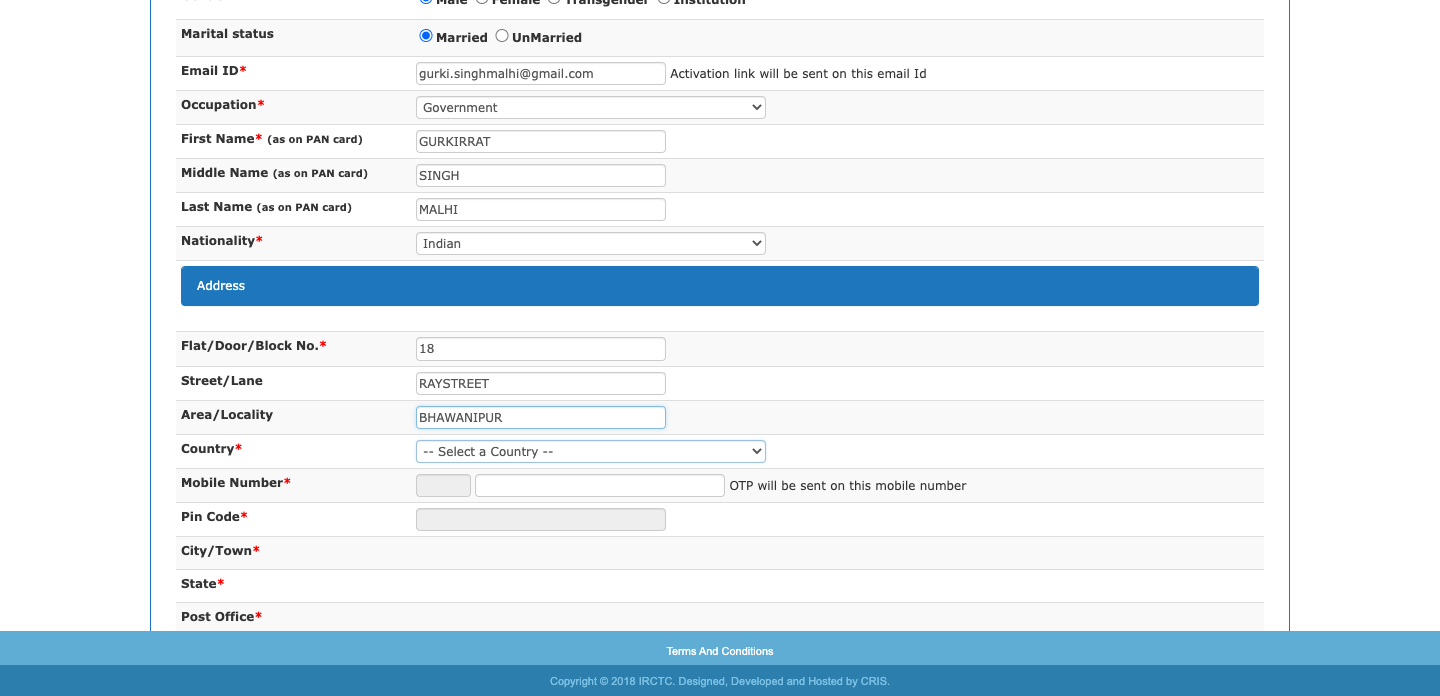 Male Female Transgender Institution
Marital status Married UnMarried
Email ID* gurki.singhmalhi@gmail.com Activation link will be sent on this email Id
Occupation* Government
First Name* (as on PAN card) GURKIRRAT
Middle Name (as on PAN card) SINGH
Last Name (as on PAN card) MALHI
Nationality* Indian
Address
Flat/Door/Block No.* 18
Street/Lane RAYSTREET
Area/Locality BHAWANIPUR
Country* -- Select a Country --
Mobile Number* OTP will be sent on this mobile number
Pin Code*
City/Town*
State*
Post Office*
Terms And Conditions
Copyright © 2018 IRCTC. Designed, Developed and Hosted by CRIS.